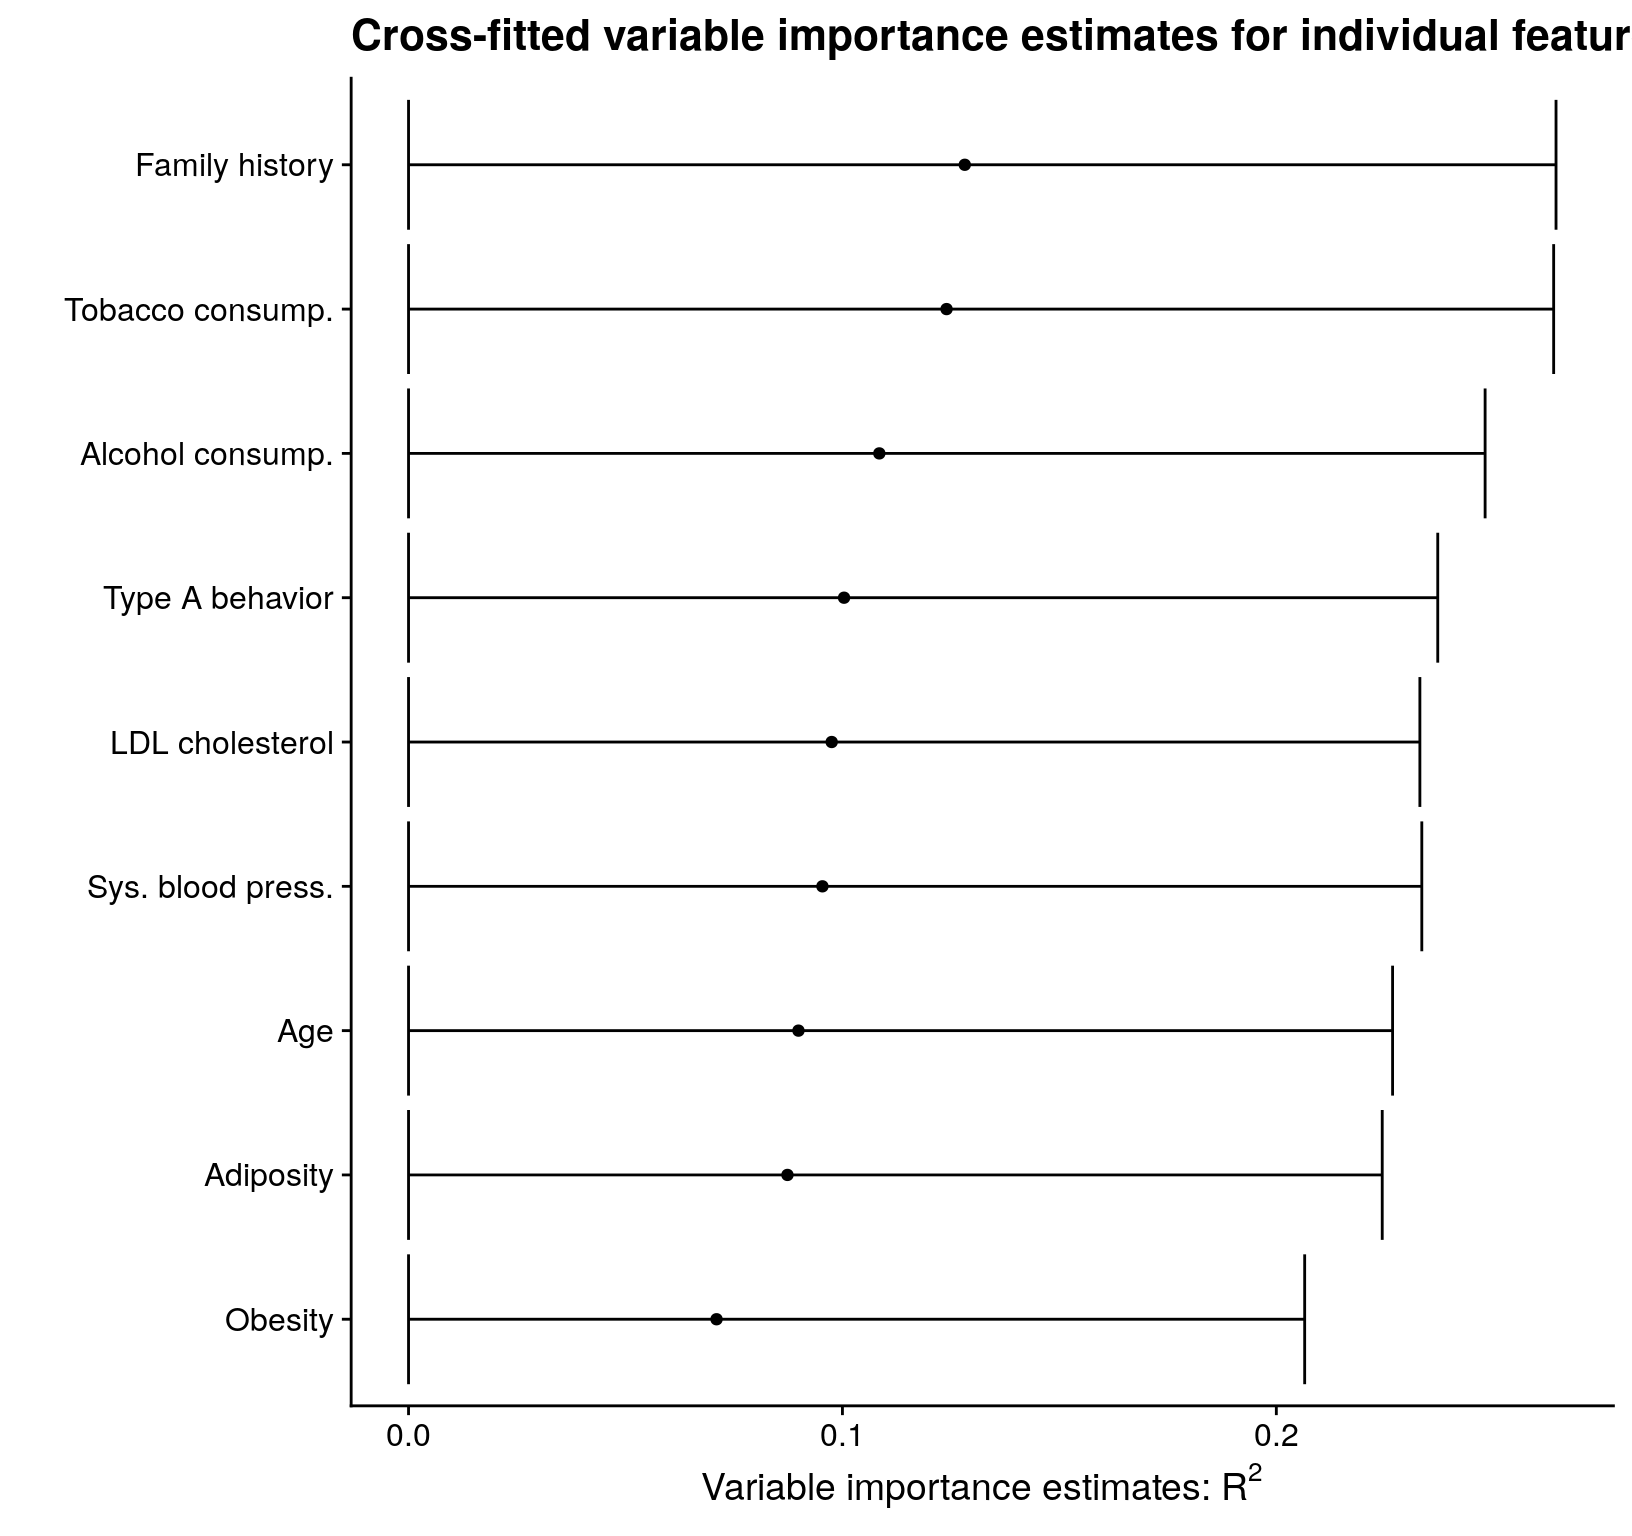 Cross-fitted variable importance estimates for individual featur
Family history
Tobacco consump.
Alcohol consump.
Type A behavior
LDL cholesterol
Sys. blood press.
Age
Adiposity
Obesity
0.0 0.1 0.2
Variable importance estimates: R²